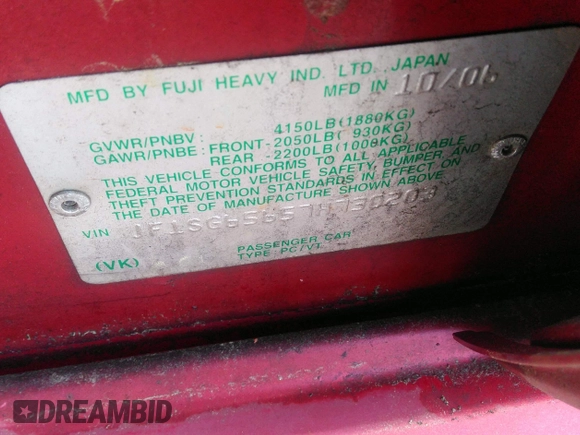 MFD BY FUJI HEAVY IND. LTD. JAPAN
MFD IN 10/06
GVWR/PNBV: 4150LB(1880KG)
GAWR/PNBE: FRONT-2050LB( 930KG)
REAR -2200LB(1000KG)
THIS VEHICLE CONFORMS TO ALL APPLICABLE
FEDERAL MOTOR VEHICLE SAFETY, BUMPER, AND
THEFT PREVENTION STANDARDS IN EFFECT ON
THE DATE OF MANUFACTURE SHOWN ABOVE.
VIN
PASSENGER CAR
(VK) TYPE PC/VT.
DREAMBID